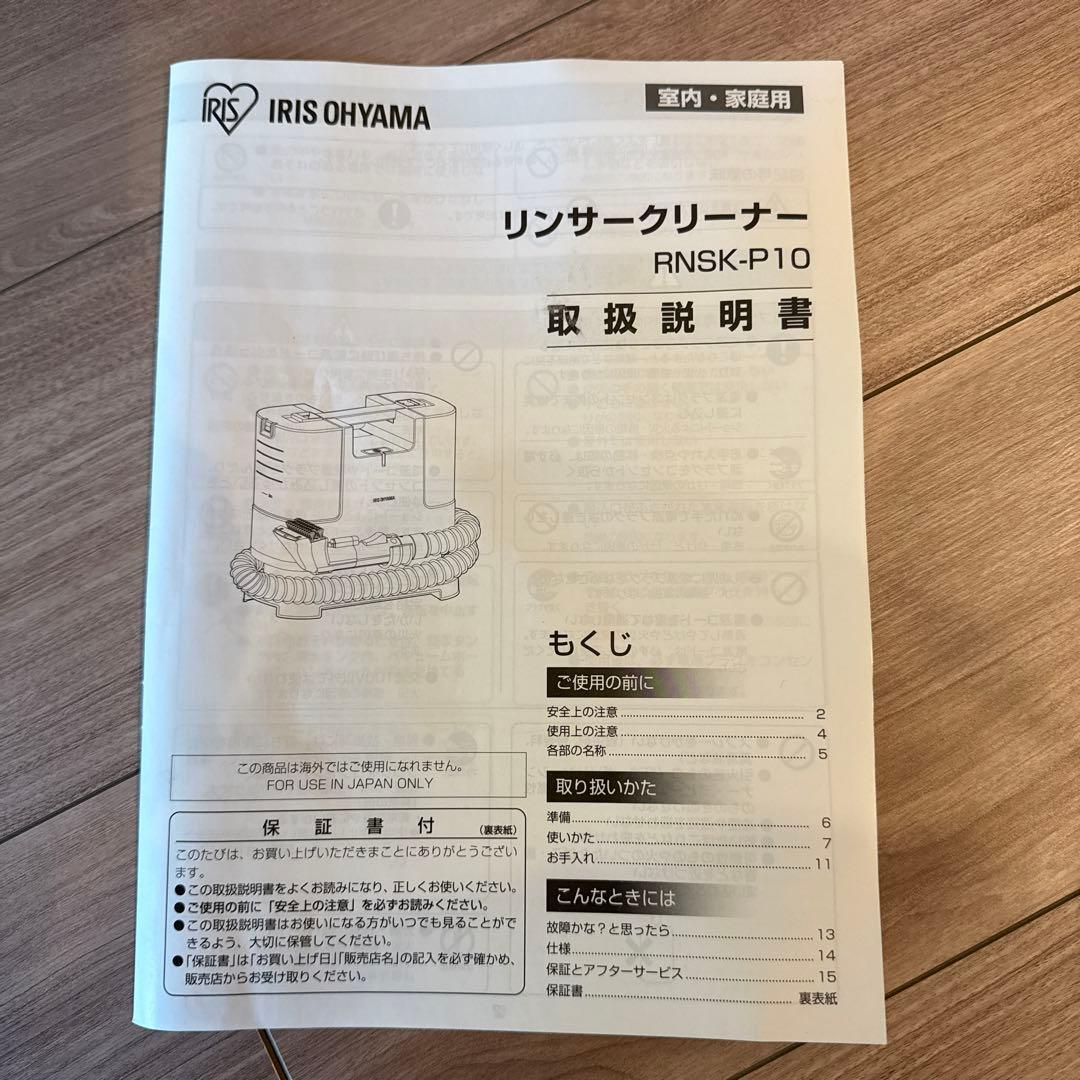 IRIS IRIS OHYAMA
室内・家庭用
リンサークリーナー
RNSK-P10
取扱説明書
IRIS OHYAMA
もくじ
ご使用の前に
安全上の注意 2
使用上の注意 4
各部の名称 5
取り扱いかた
準備 6
使いかた 7
お手入れ 11
こんなときには
故障かな？と思ったら 13
仕様 14
保証とアフターサービス 15
保証書 裏表紙
この商品は海外ではご使用になれません。
FOR USE IN JAPAN ONLY
保証書付 (裏表紙)
このたびは、お買い上げいただきまことにありがとうござい
ます。
●この取扱説明書をよくお読みになり、正しくお使いください。
●ご使用の前に「安全上の注意」を必ずお読みください。
●この取扱説明書はお使いになる方がいつでも見ることがで
きるよう、大切に保管してください。
●「保証書」は「お買い上げ日」「販売店名」の記入を必ず確かめ、
販売店からお受け取りください。